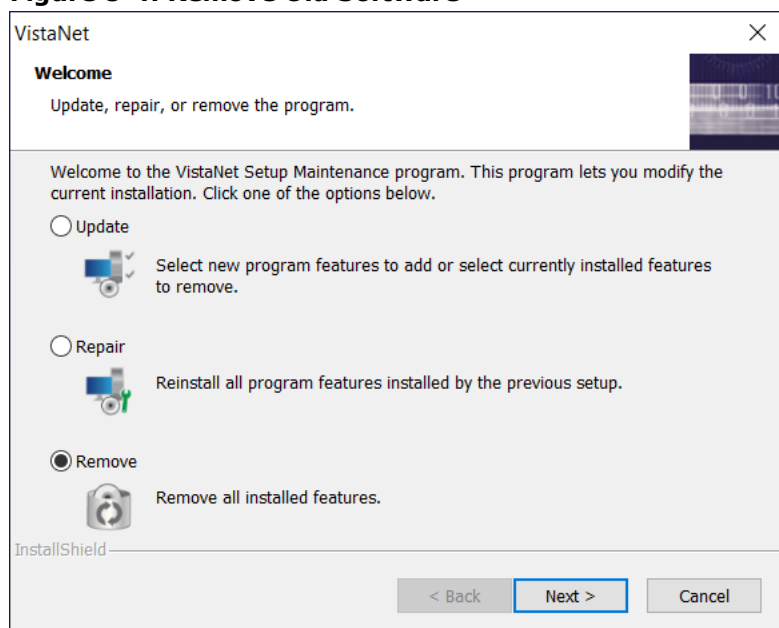 VistaNet
Welcome
Update, repair, or remove the program.
Welcome to the VistaNet Setup Maintenance program. This program lets you modify the
current installation. Click one of the options below.
Update
Select new program features to add or select currently installed features
to remove.
Repair
Reinstall all program features installed by the previous setup.
Remove
Remove all installed features.
InstallShield
< Back
Next >
Cancel